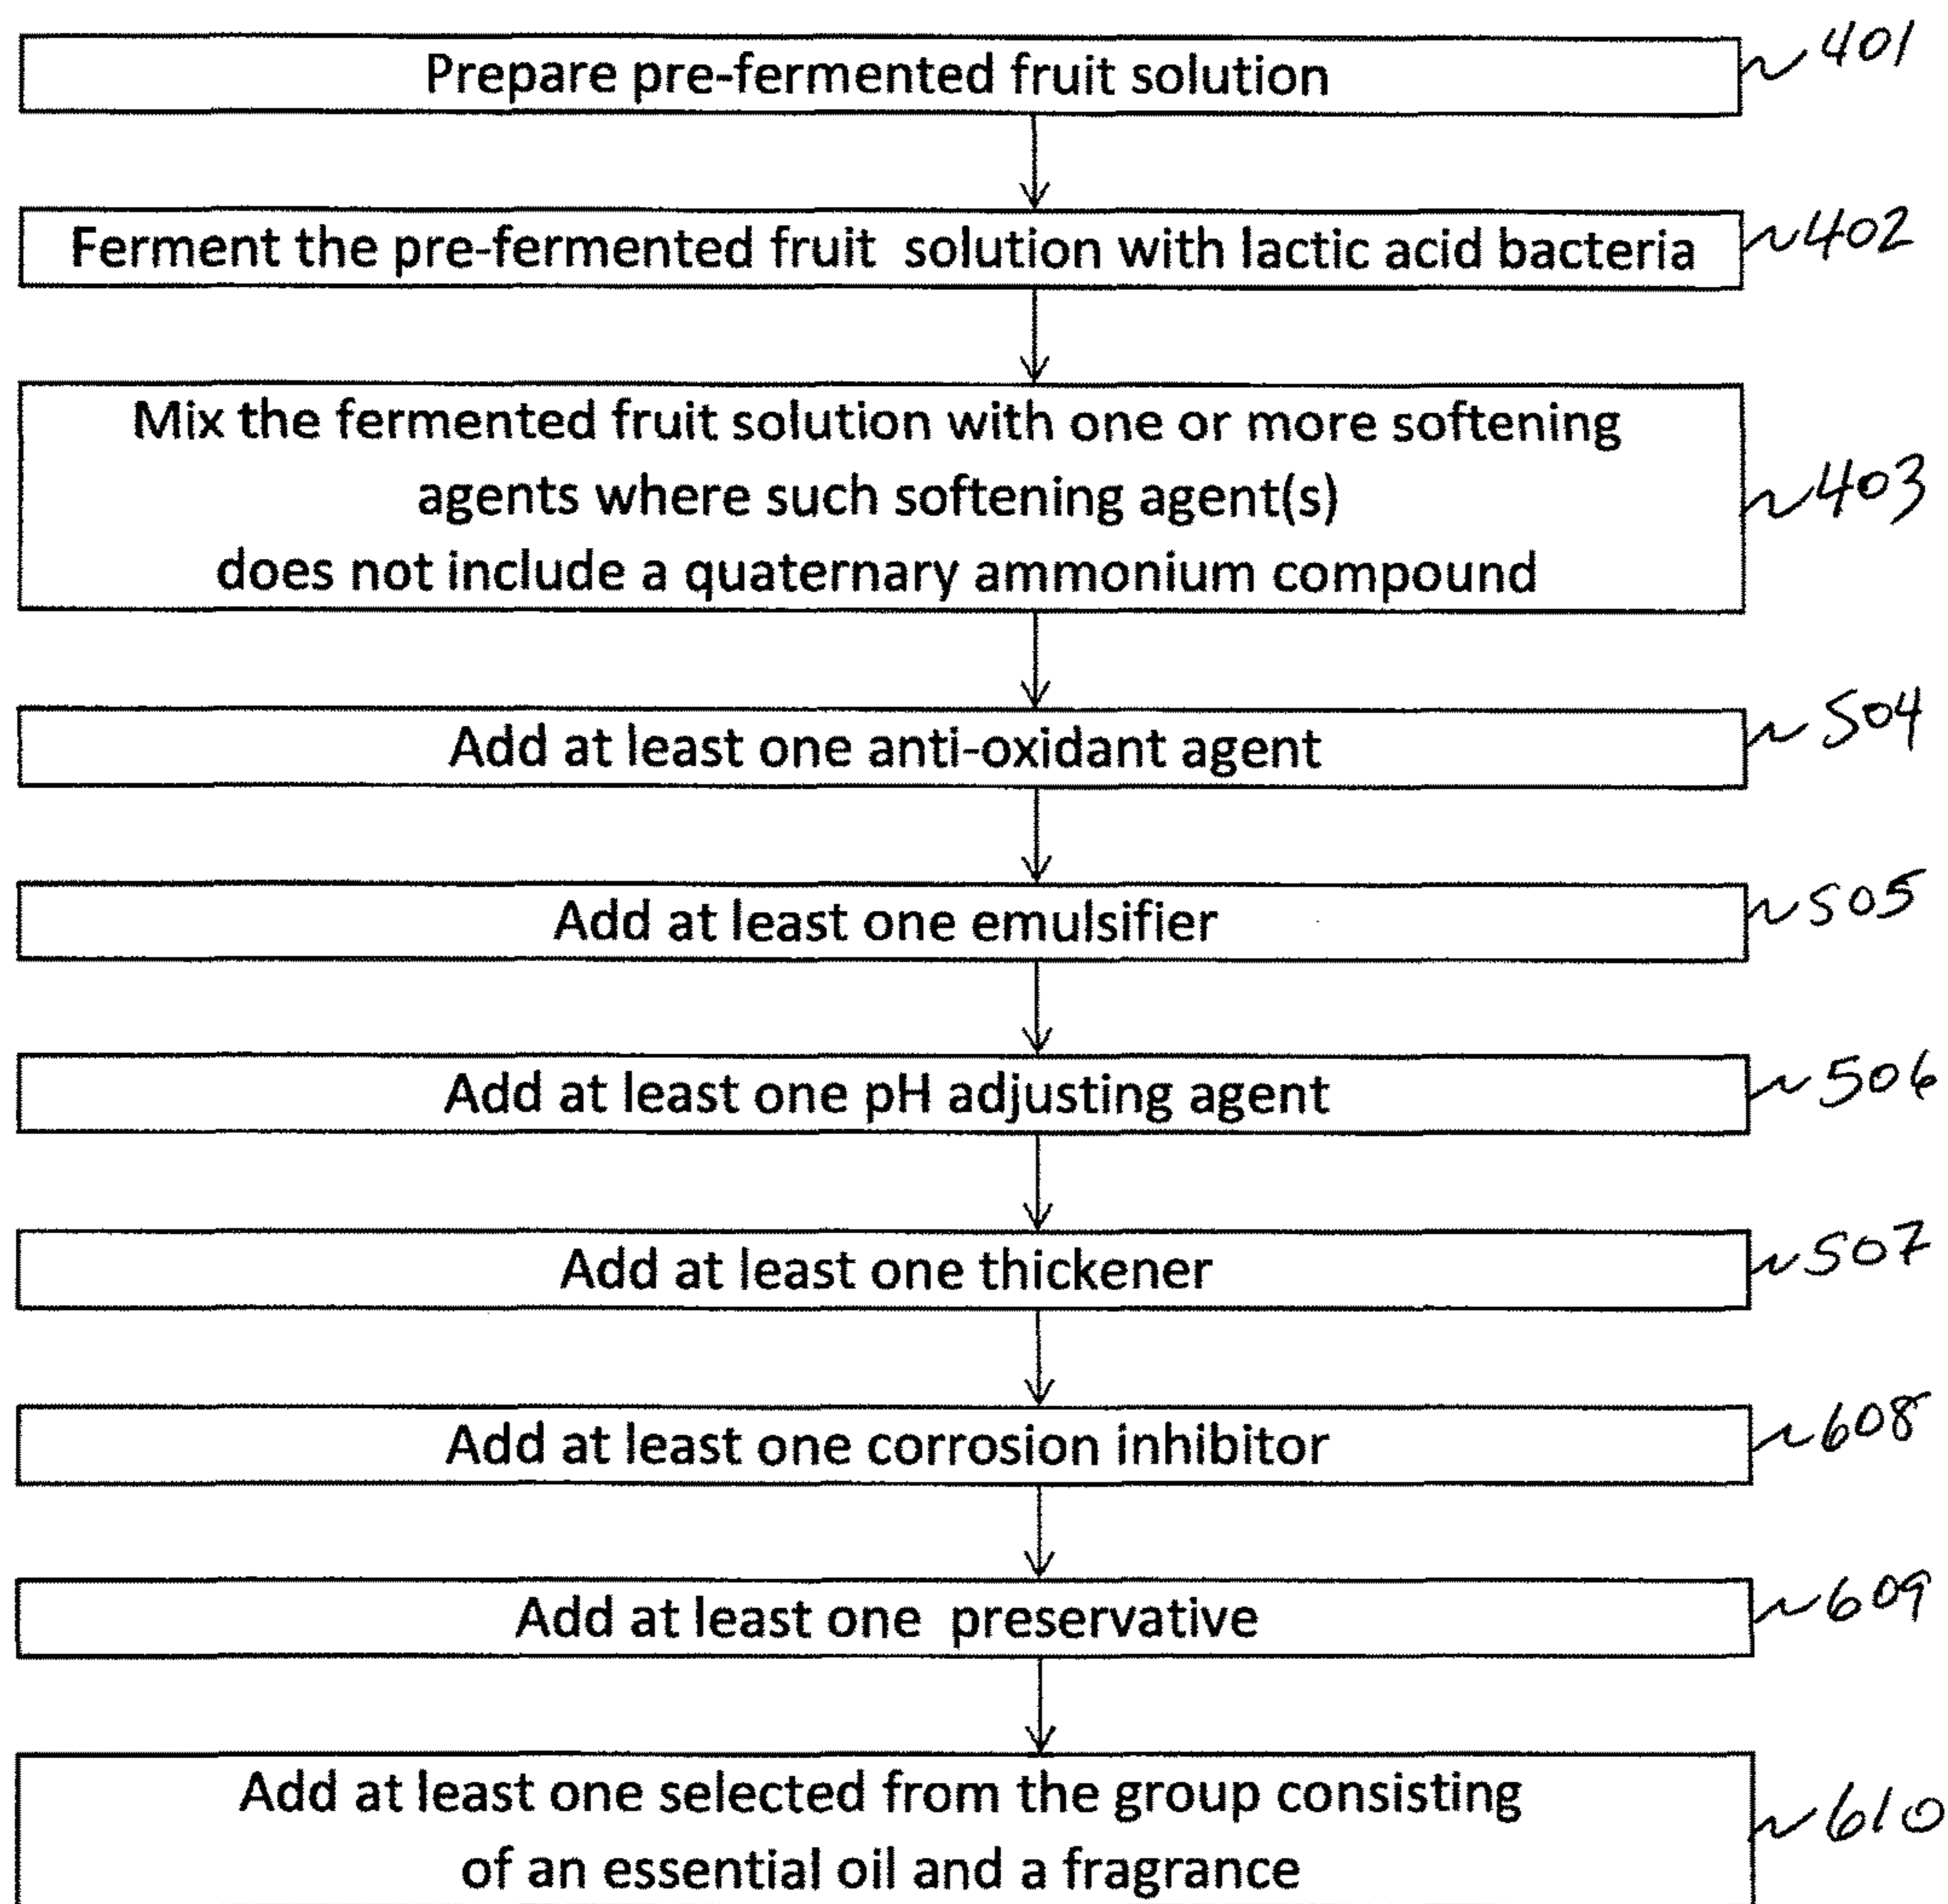 Prepare pre-fermented fruit solution 401
Ferment the pre-fermented fruit solution with lactic acid bacteria 402
Mix the fermented fruit solution with one or more softening
agents where such softening agent(s) 403
does not include a quaternary ammonium compound
Add at least one anti-oxidant agent 504
Add at least one emulsifier 505
Add at least one pH adjusting agent 506
Add at least one thickener 507
Add at least one corrosion inhibitor 608
Add at least one preservative 609
Add at least one selected from the group consisting 610
of an essential oil and a fragrance